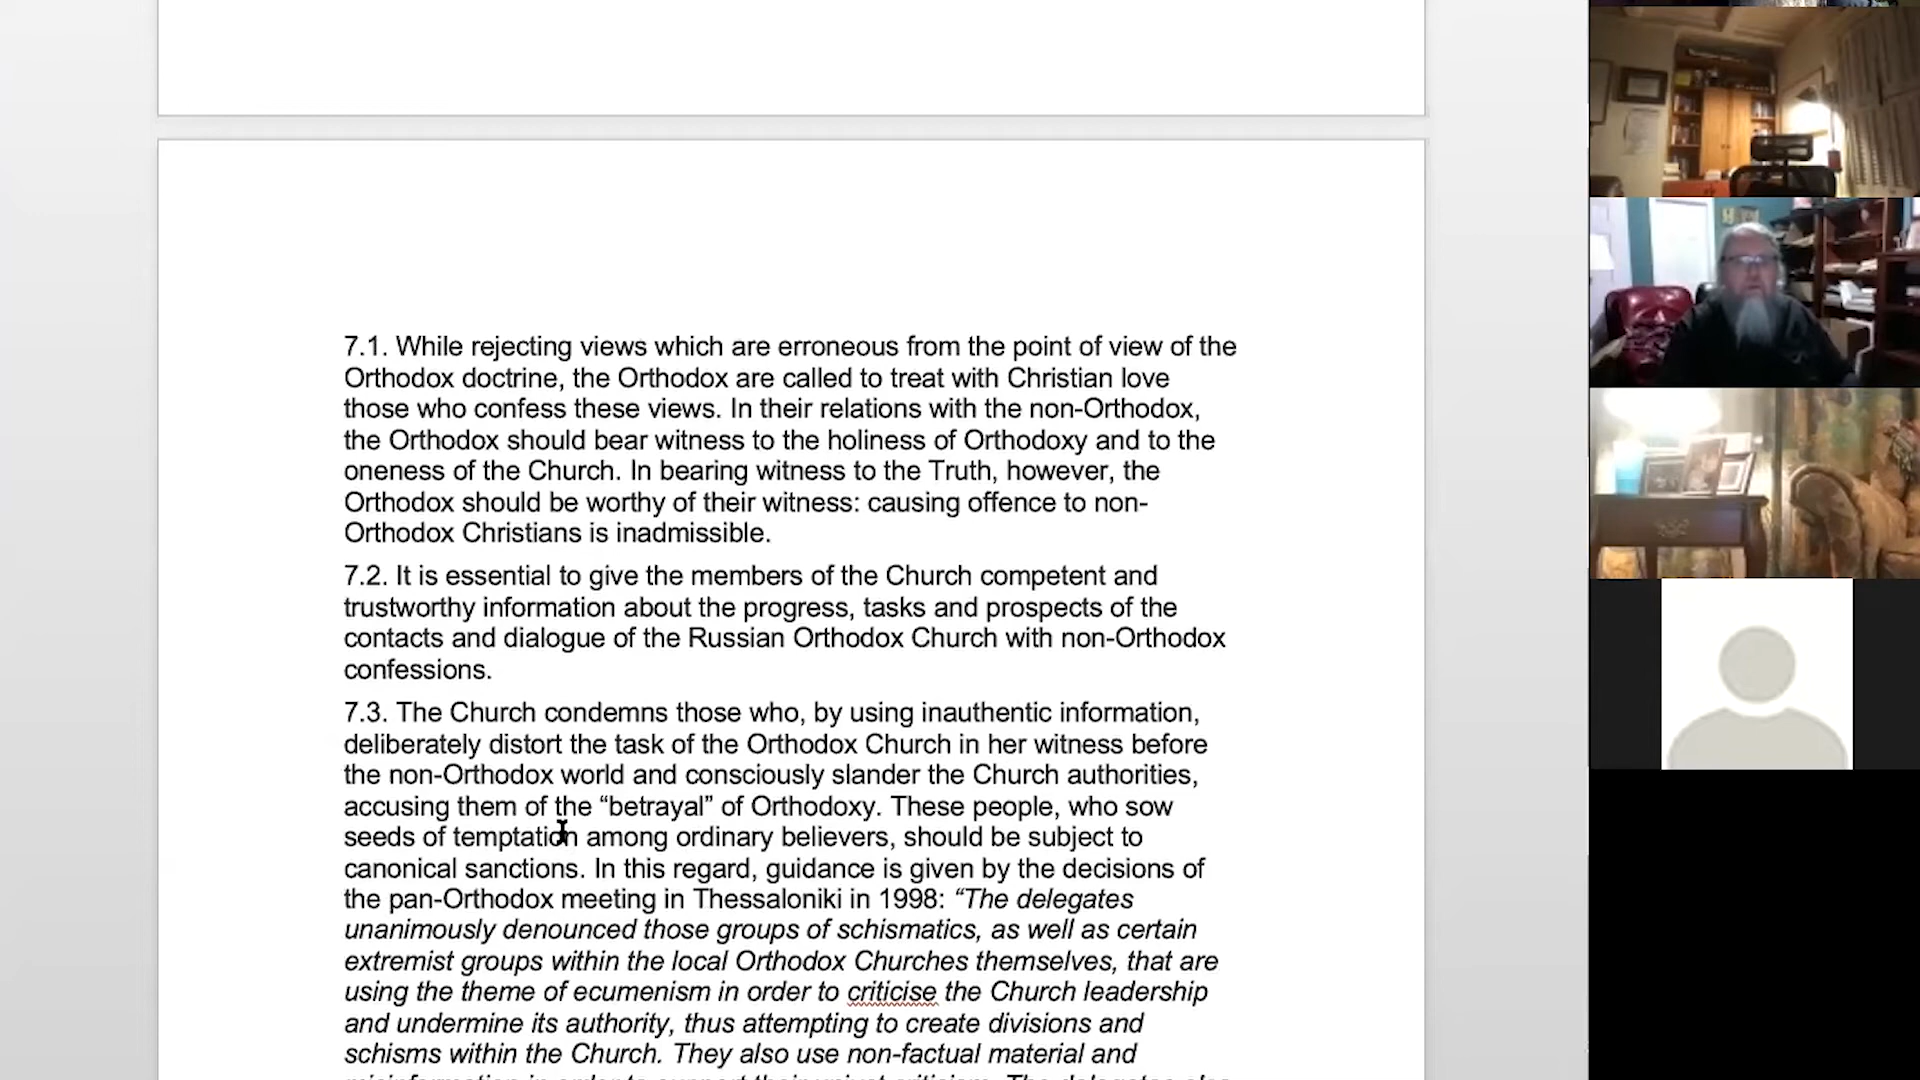 7.1. While rejecting views which are erroneous from the point of view of the
Orthodox doctrine, the Orthodox are called to treat with Christian love
those who confess these views. In their relations with the non-Orthodox,
the Orthodox should bear witness to the holiness of Orthodoxy and to the
oneness of the Church. In bearing witness to the Truth, however, the
Orthodox should be worthy of their witness: causing offence to non-
Orthodox Christians is inadmissible.
7.2. It is essential to give the members of the Church competent and
trustworthy information about the progress, tasks and prospects of the
contacts and dialogue of the Russian Orthodox Church with non-Orthodox
confessions.
7.3. The Church condemns those who, by using inauthentic information,
deliberately distort the task of the Orthodox Church in her witness before
the non-Orthodox world and consciously slander the Church authorities,
accusing them of the “betrayal” of Orthodoxy. These people, who sow
seeds of temptation among ordinary believers, should be subject to
canonical sanctions. In this regard, guidance is given by the decisions of
the pan-Orthodox meeting in Thessaloniki in 1998: “The delegates
unanimously denounced those groups of schismatics, as well as certain
extremist groups within the local Orthodox Churches themselves, that are
using the theme of ecumenism in order to criticise the Church leadership
and undermine its authority, thus attempting to create divisions and
schisms within the Church. They also use non-factual material and